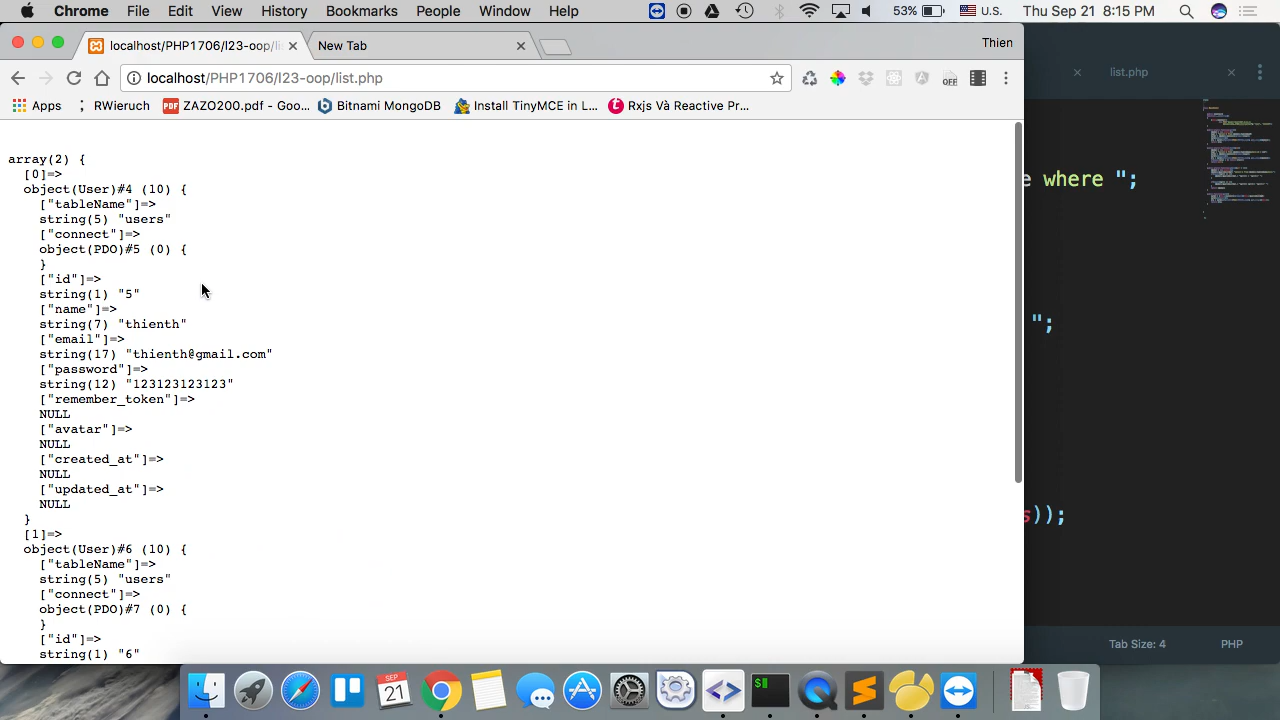 Chrome File Edit View History Bookmarks People Window Help 53% U.S. Thu Sep 21 8:15 PM
localhost/PHP1706/l23-oop/li
New Tab
Thien
list.php
localhost/PHP1706/l23-oop/list.php
OFF
Apps RWieruch PDF ZAZO200.pdf - Goo... Bitnami MongoDB Install TinyMCE in L... Rxjs Và Reactive Pr...
array(2) {
[0]=>
object(User)#4 (10) {
["tableName"]=>
string(5) "users"
["connect"]=>
object(PDO)#5 (0) {
}
["id"]=>
string(1) "5"
["name"]=>
string(7) "thienth"
["email"]=>
string(17) "thienth@gmail.com"
["password"]=>
string(12) "123123123123"
["remember_token"]=>
NULL
["avatar"]=>
NULL
["created_at"]=>
NULL
["updated_at"]=>
NULL
}
[1]=>
object(User)#6 (10) {
["tableName"]=>
string(5) "users"
["connect"]=>
object(PDO)#7 (0) {
}
["id"]=>
string(1) "6"
e where ";
";
s));
Tab Size: 4 PHP
SEP
21